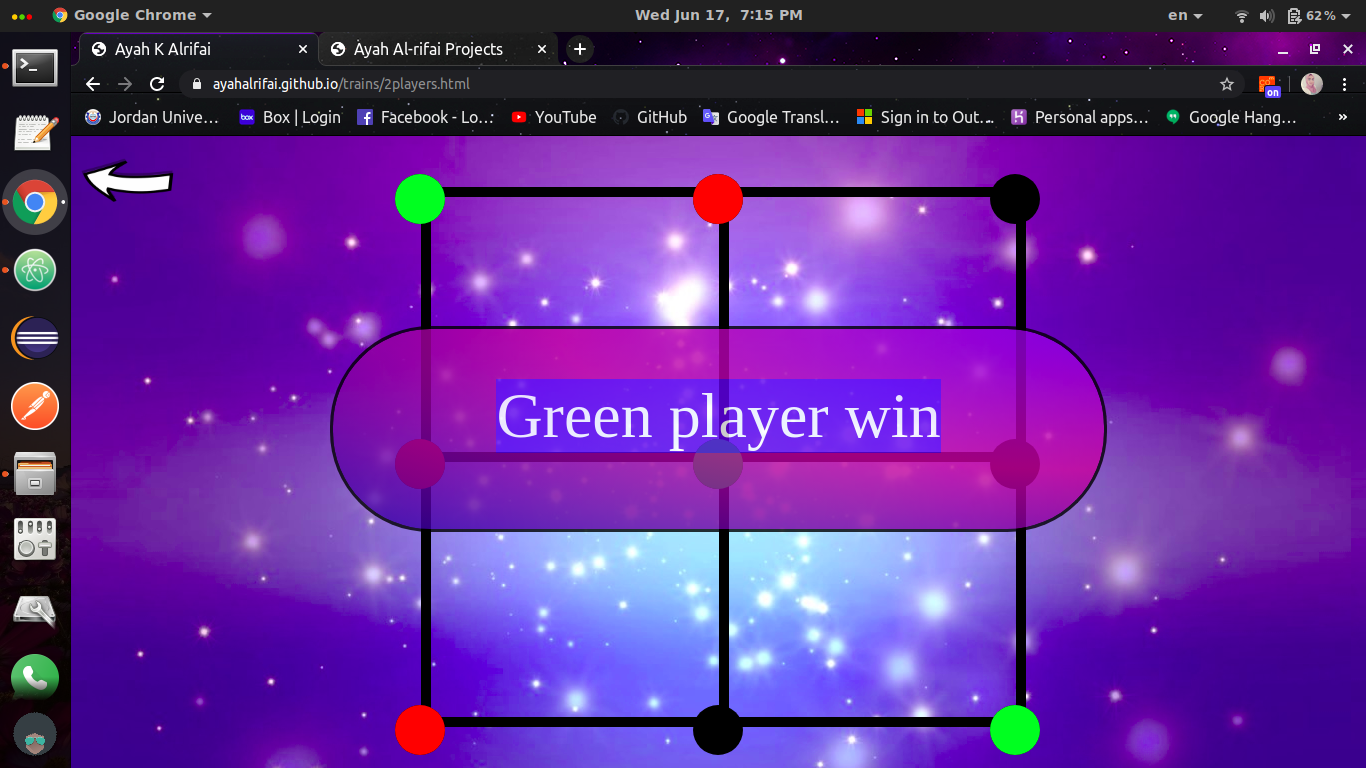 Google Chrome
Wed Jun 17, 7:15 PM
en
62%
Ayah K Alrifai
Ayah Al-rifai Projects
ayahalrifai.github.io/trains/2players.html
on
Jordan Unive...
box
Box | Login
Facebook - Lo...
YouTube
GitHub
Google Transl...
Sign in to Out...
Personal apps...
Google Hang...
»
Green player win